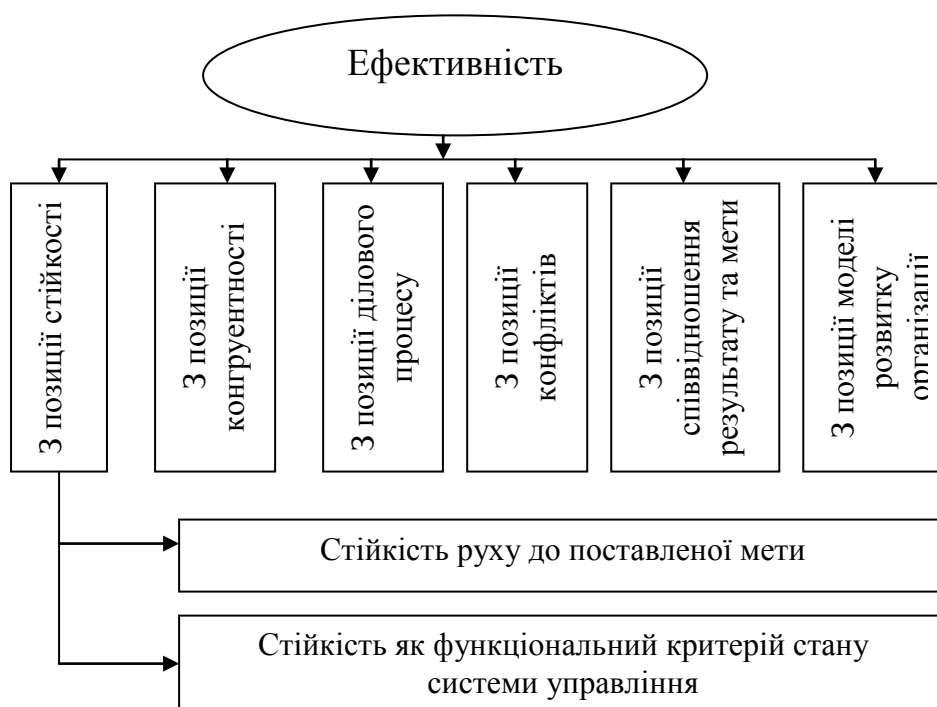 Ефективність
З позиції стійкості
З позиції
конгруентності
З позиції ділового
процесу
З позиції
конфліктів
З позиції
співвідношення
результату та мети
З позиції моделі
розвитку
організації
Стійкість руху до поставленої мети
Стійкість як функціональний критерій стану
системи управління